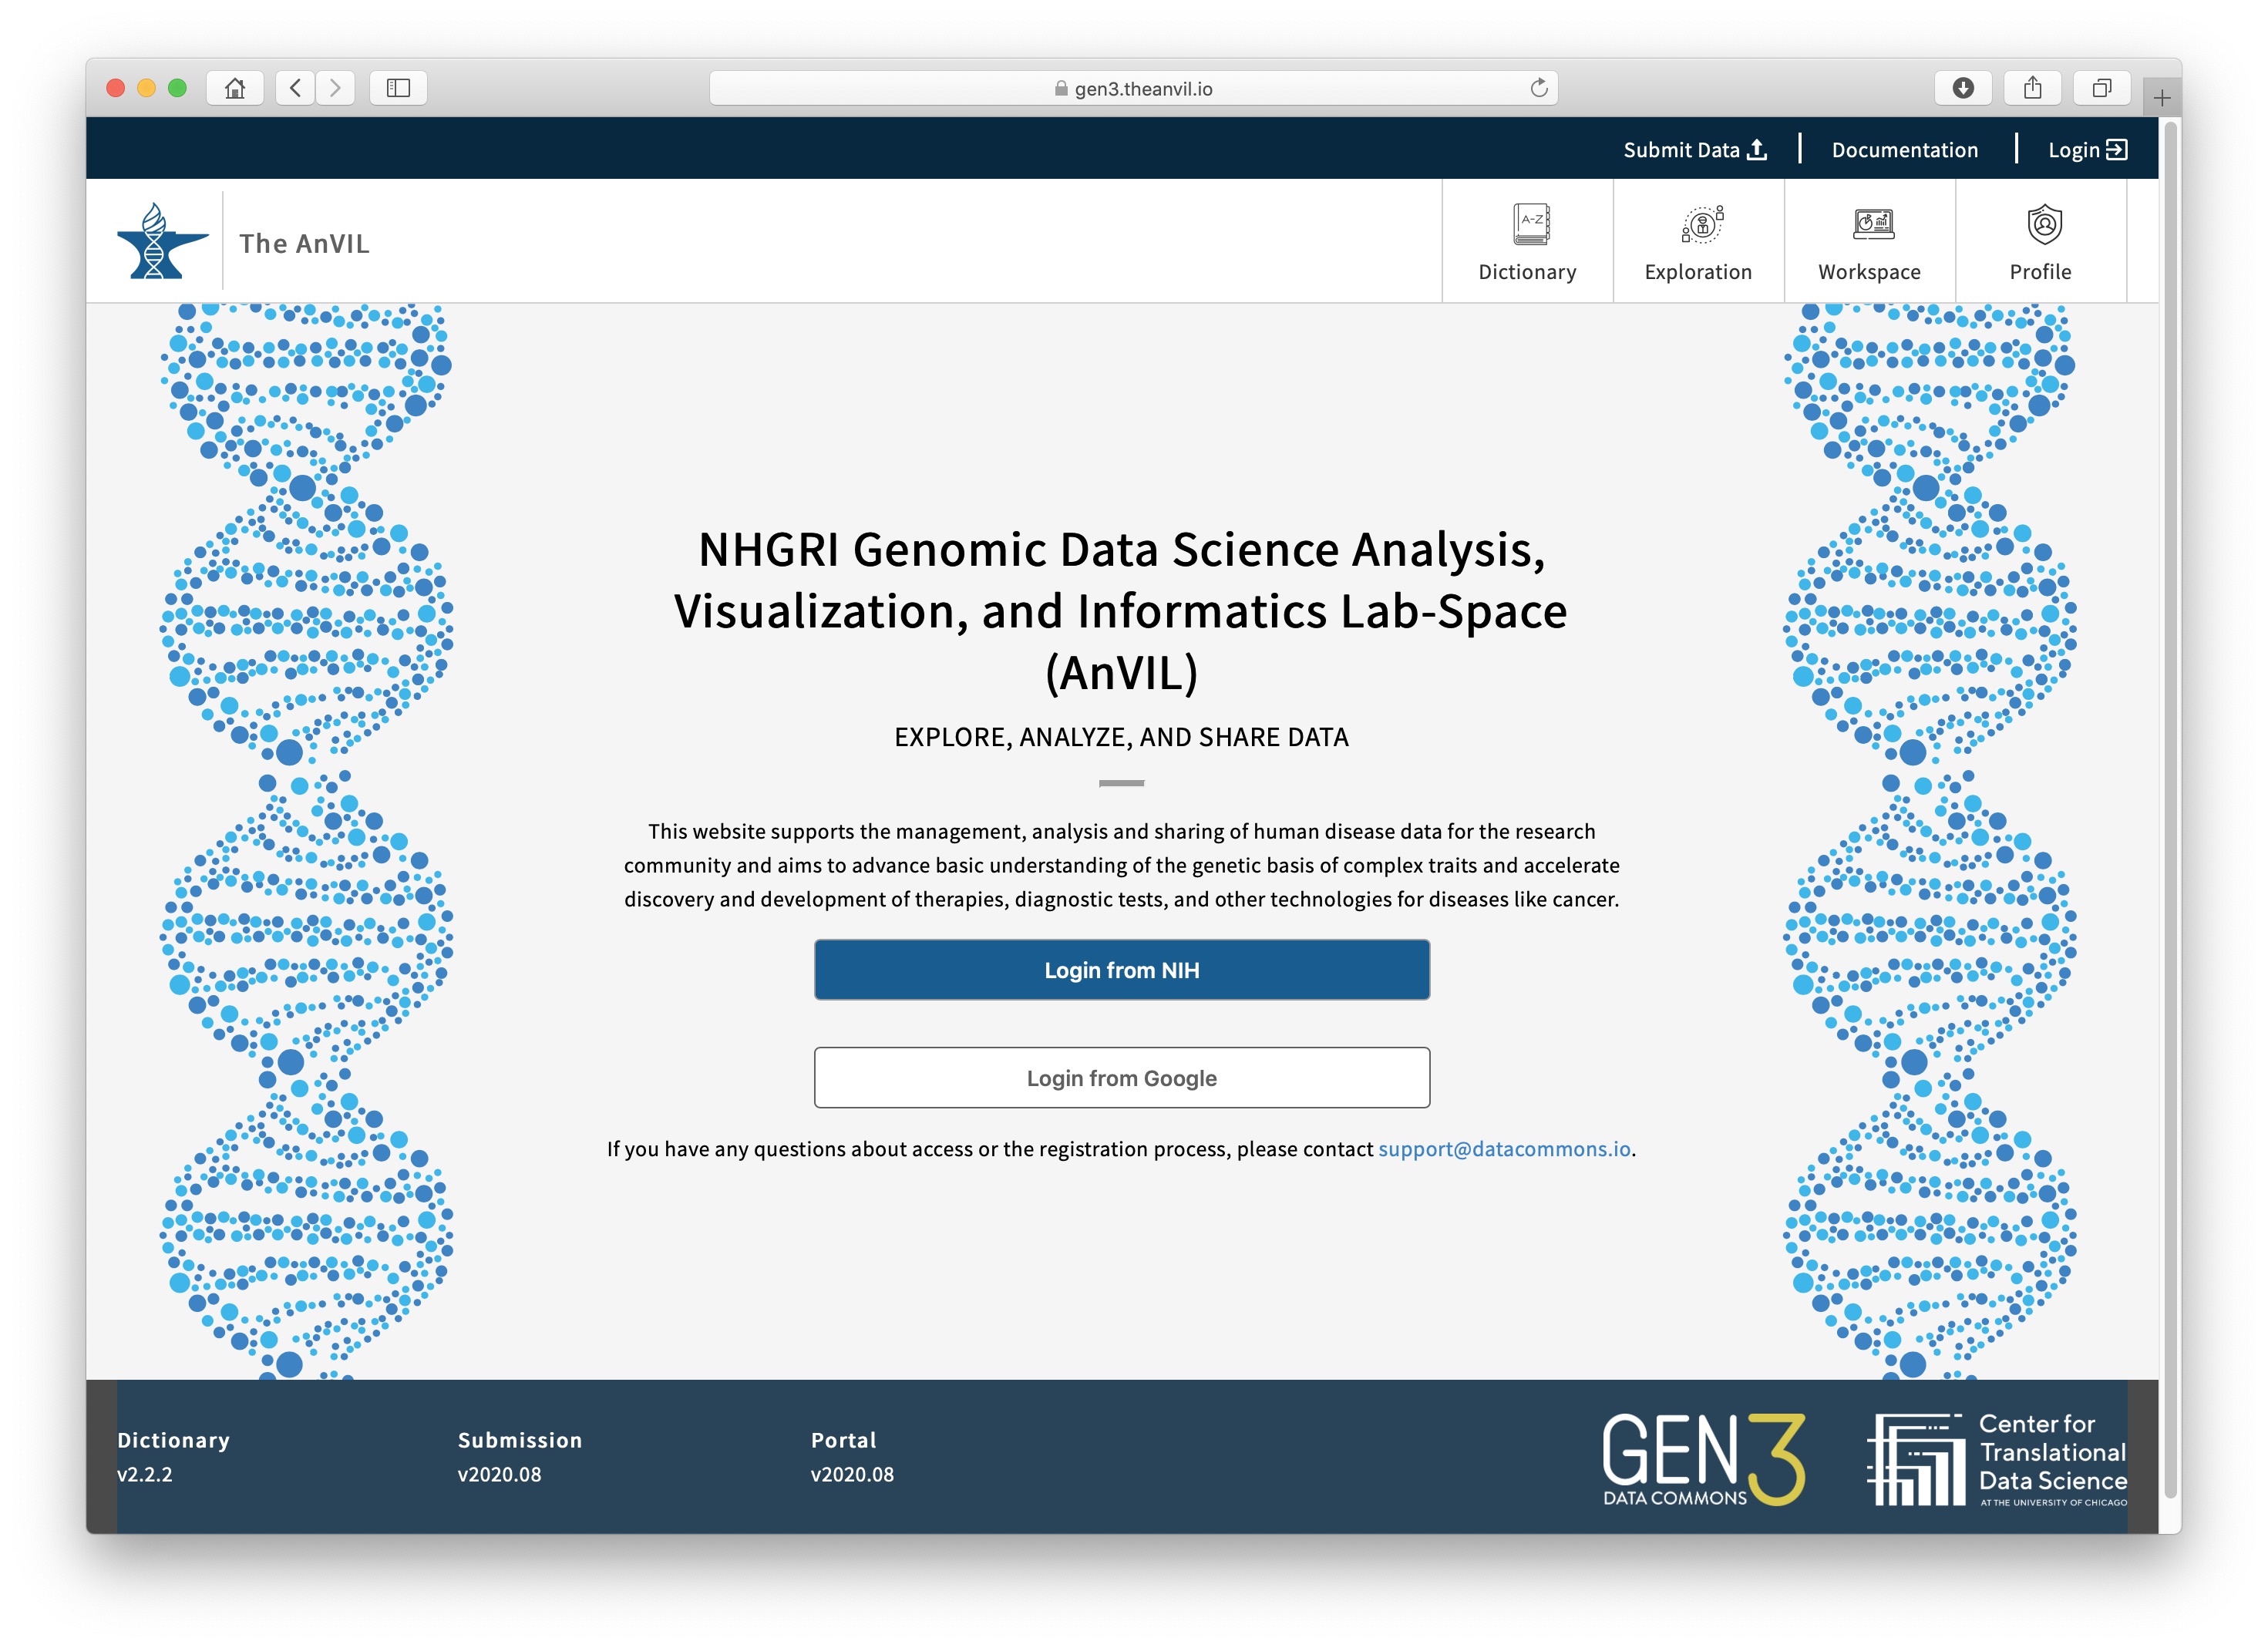 gen3.theanvil.io
Submit Data
Documentation
Login
The AnVIL
A-Z
Dictionary
Exploration
Workspace
Profile
NHGRI Genomic Data Science Analysis,
Visualization, and Informatics Lab-Space
(AnVIL)
EXPLORE, ANALYZE, AND SHARE DATA
This website supports the management, analysis and sharing of human disease data for the research
community and aims to advance basic understanding of the genetic basis of complex traits and accelerate
discovery and development of therapies, diagnostic tests, and other technologies for diseases like cancer.
Login from NIH
Login from Google
If you have any questions about access or the registration process, please contact support@datacommons.io.
Dictionary
v2.2.2
Submission
v2020.08
Portal
v2020.08
GEN3
DATA COMMONS
Center for
Translational
Data Science
AT THE UNIVERSITY OF CHICAGO